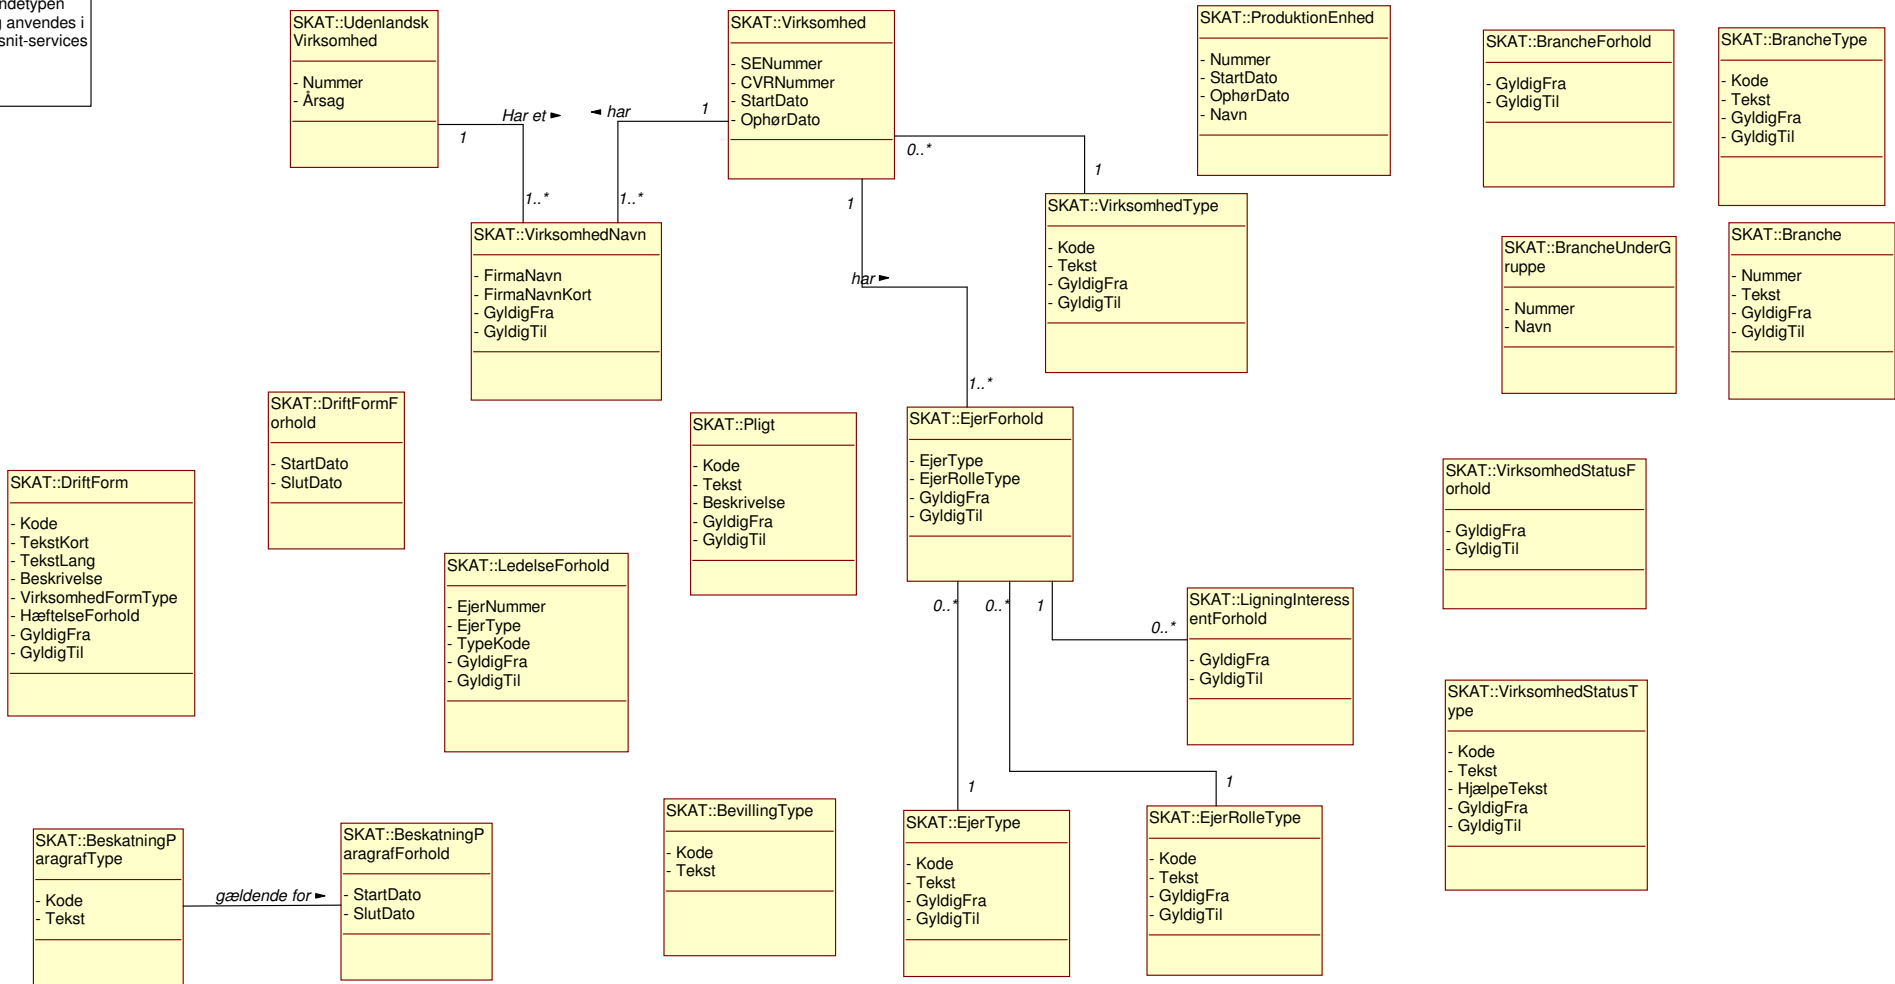 ndetypen
anvendes i
snit-services
SKAT::Udenlandsk
Virksomhed
- Nummer
- Årsag
Har et ►
1
1..*
◄ har
1
1..*
SKAT::Virksomhed
- SENummer
- CVRNummer
- StartDato
- OphørDato
0..*
1
1
har ►
1..*
SKAT::ProduktionEnhed
- Nummer
- StartDato
- OphørDato
- Navn
SKAT::BrancheForhold
- GyldigFra
- GyldigTil
SKAT::BrancheType
- Kode
- Tekst
- GyldigFra
- GyldigTil
SKAT::VirksomhedNavn
- FirmaNavn
- FirmaNavnKort
- GyldigFra
- GyldigTil
SKAT::VirksomhedType
- Kode
- Tekst
- GyldigFra
- GyldigTil
SKAT::BrancheUnderG
ruppe
- Nummer
- Navn
SKAT::Branche
- Nummer
- Tekst
- GyldigFra
- GyldigTil
SKAT::DriftFormF
orhold
- StartDato
- SlutDato
SKAT::DriftForm
- Kode
- TekstKort
- TekstLang
- Beskrivelse
- VirksomhedFormType
- HæftelseForhold
- GyldigFra
- GyldigTil
SKAT::Pligt
- Kode
- Tekst
- Beskrivelse
- GyldigFra
- GyldigTil
SKAT::EjerForhold
- EjerType
- EjerRolleType
- GyldigFra
- GyldigTil
0..*
0..*
1
0..*
1
1
SKAT::VirksomhedStatusF
orhold
- GyldigFra
- GyldigTil
SKAT::LedelseForhold
- EjerNummer
- EjerType
- TypeKode
- GyldigFra
- GyldigTil
SKAT::LigningInteress
entForhold
- GyldigFra
- GyldigTil
SKAT::VirksomhedStatusT
ype
- Kode
- Tekst
- HjælpeTekst
- GyldigFra
- GyldigTil
SKAT::BeskatningP
aragrafType
- Kode
- Tekst
gældende for ►
SKAT::BeskatningP
aragrafForhold
- StartDato
- SlutDato
SKAT::BevillingType
- Kode
- Tekst
SKAT::EjerType
- Kode
- Tekst
- GyldigFra
- GyldigTil
SKAT::EjerRolleType
- Kode
- Tekst
- GyldigFra
- GyldigTil